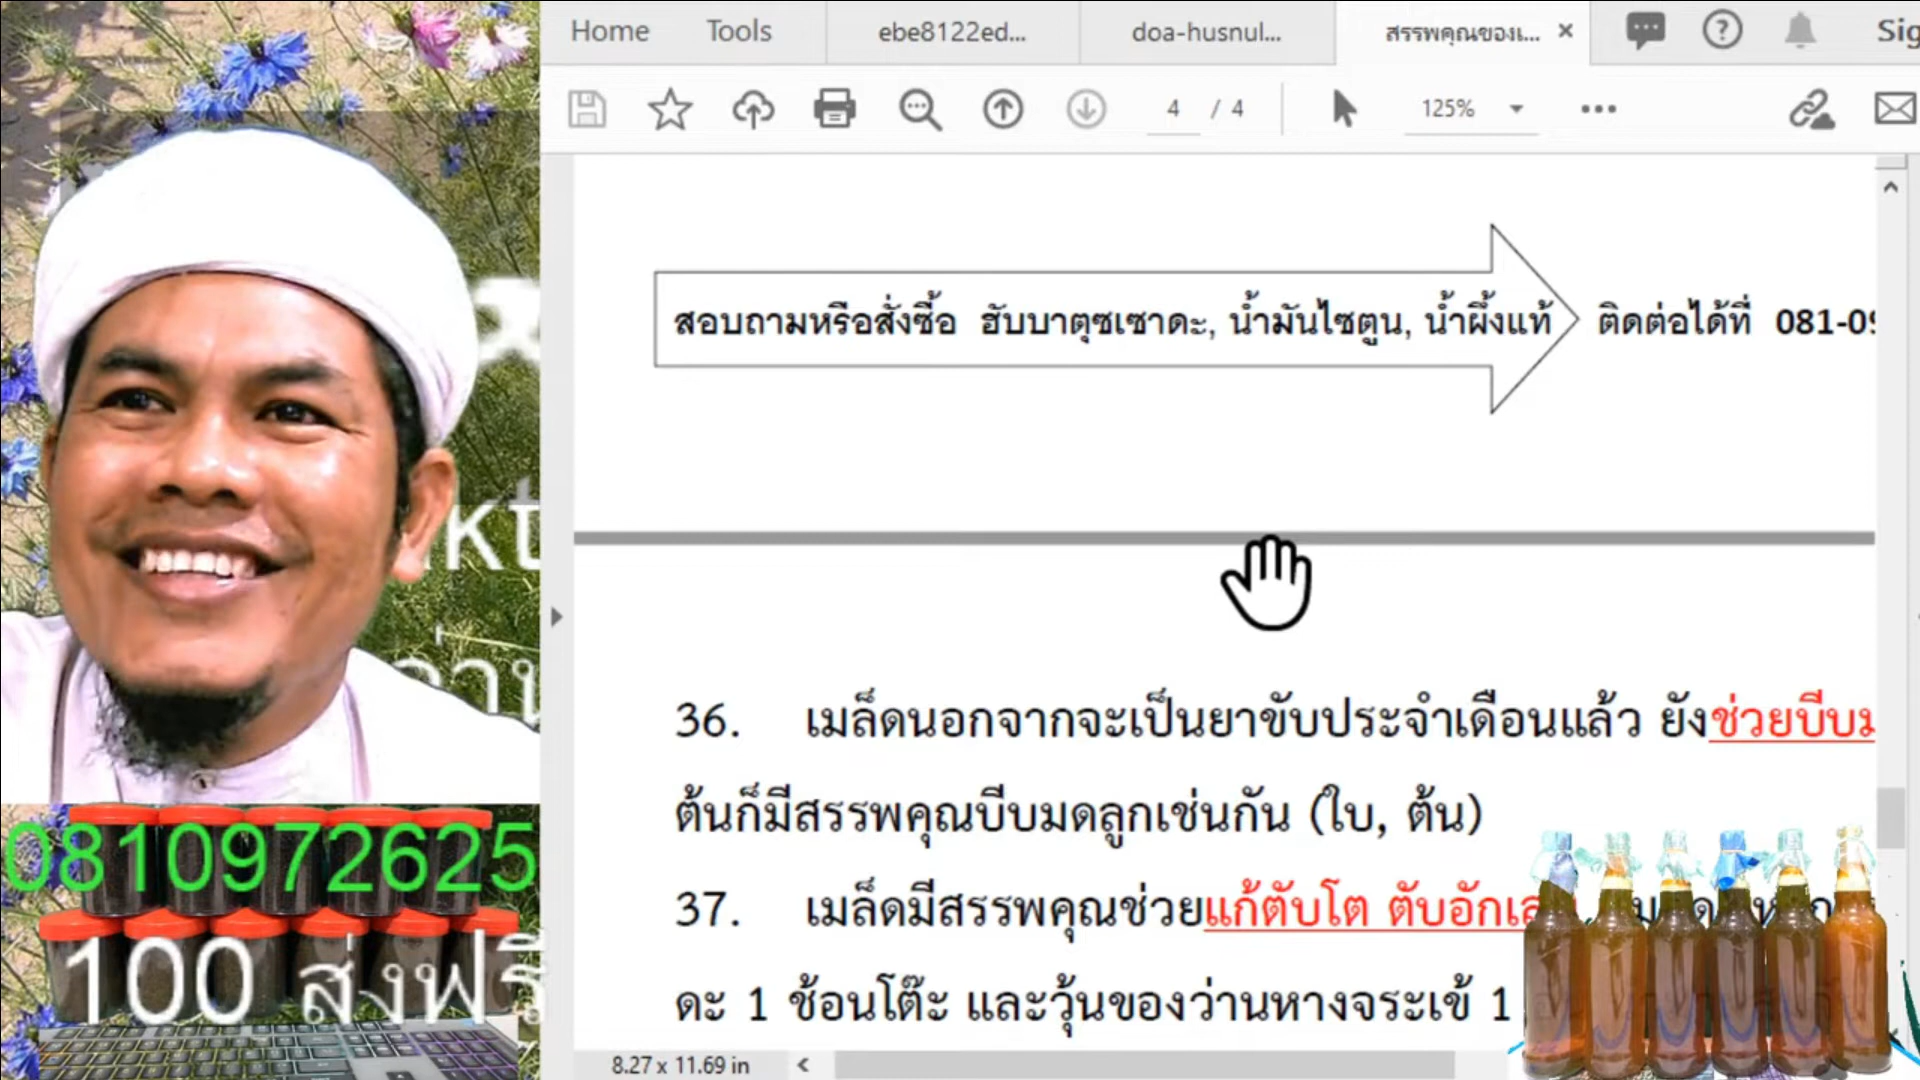 Home Tools ebe8122ed... doa-husnul... สรรพคุณของเ... Sig
4 / 4 125%
สอบถามหรือสั่งซื้อ ฮับบาตุซเซาดะ, น้ำมันไซตูน, น้ำผึ้งแท้ ติดต่อได้ที่ 081-09
36. เมล็ดนอกจากจะเป็นยาขับประจำเดือนแล้ว ยังช่วยบีบม
ต้นก็มีสรรพคุณบีบมดลูกเช่นกัน (ใบ, ต้น)
37. เมล็ดมีสรรพคุณช่วยแก้ตับโต ตับอักเส
ดะ 1 ช้อนโต๊ะ และวุ้นของว่านหางจระเข้ 1
8.27 x 11.69 in
0810972625
100 ส่งฟรี